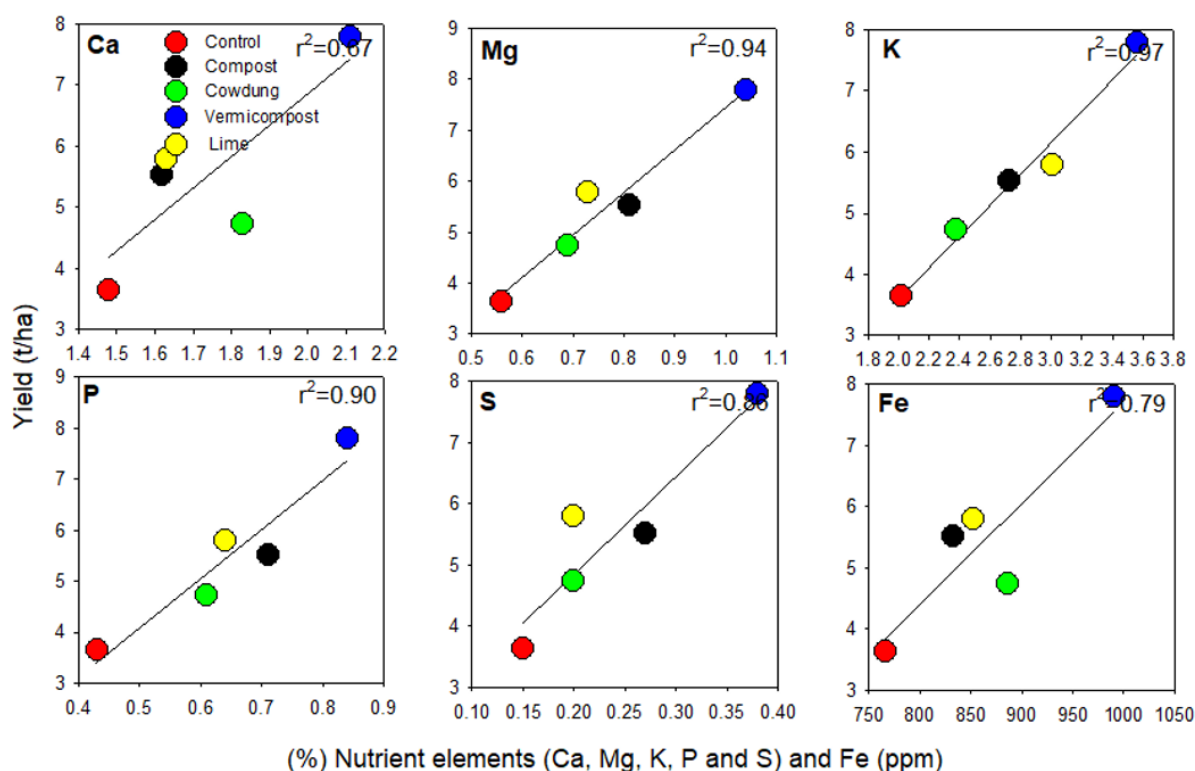 Yield (t/ha)
Ca
r²=0.67
Control
Compost
Cowdung
Vermicompost
Lime
8
7
6
5
4
3
1.4 1.5 1.6 1.7 1.8 1.9 2.0 2.1 2.2
Mg
r²=0.94
9
8
7
6
5
4
3
0.5 0.6 0.7 0.8 0.9 1.0 1.1
K
r²=0.97
8
7
6
5
4
3
1.8 2.0 2.2 2.4 2.6 2.8 3.0 3.2 3.4 3.6 3.8
P
r²=0.90
9
8
7
6
5
4
3
0.4 0.5 0.6 0.7 0.8 0.9
S
r²=0.86
8
7
6
5
4
3
0.10 0.15 0.20 0.25 0.30 0.35 0.40
Fe
r²=0.79
8
7
6
5
4
3
750 800 850 900 950 1000 1050
(%) Nutrient elements (Ca, Mg, K, P and S) and Fe (ppm)